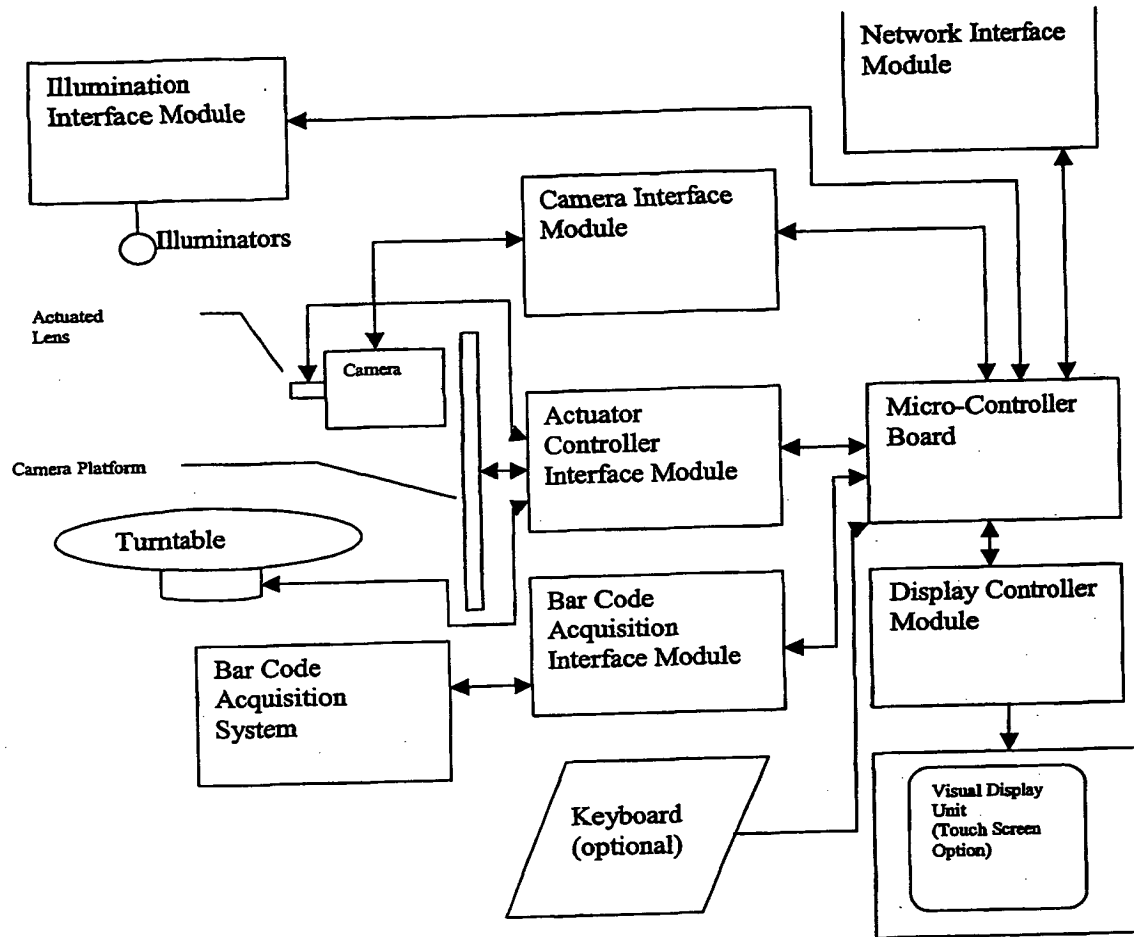 Network Interface
Module
Illumination
Interface Module
Camera Interface
Module
Illuminators
Actuated
Lens
Camera
Actuator
Controller
Interface Module
Micro-Controller
Board
Camera Platform
Turntable
Bar Code
Acquisition
Interface Module
Display Controller
Module
Bar Code
Acquisition
System
Keyboard
(optional)
Visual Display
Unit
(Touch Screen
Option)